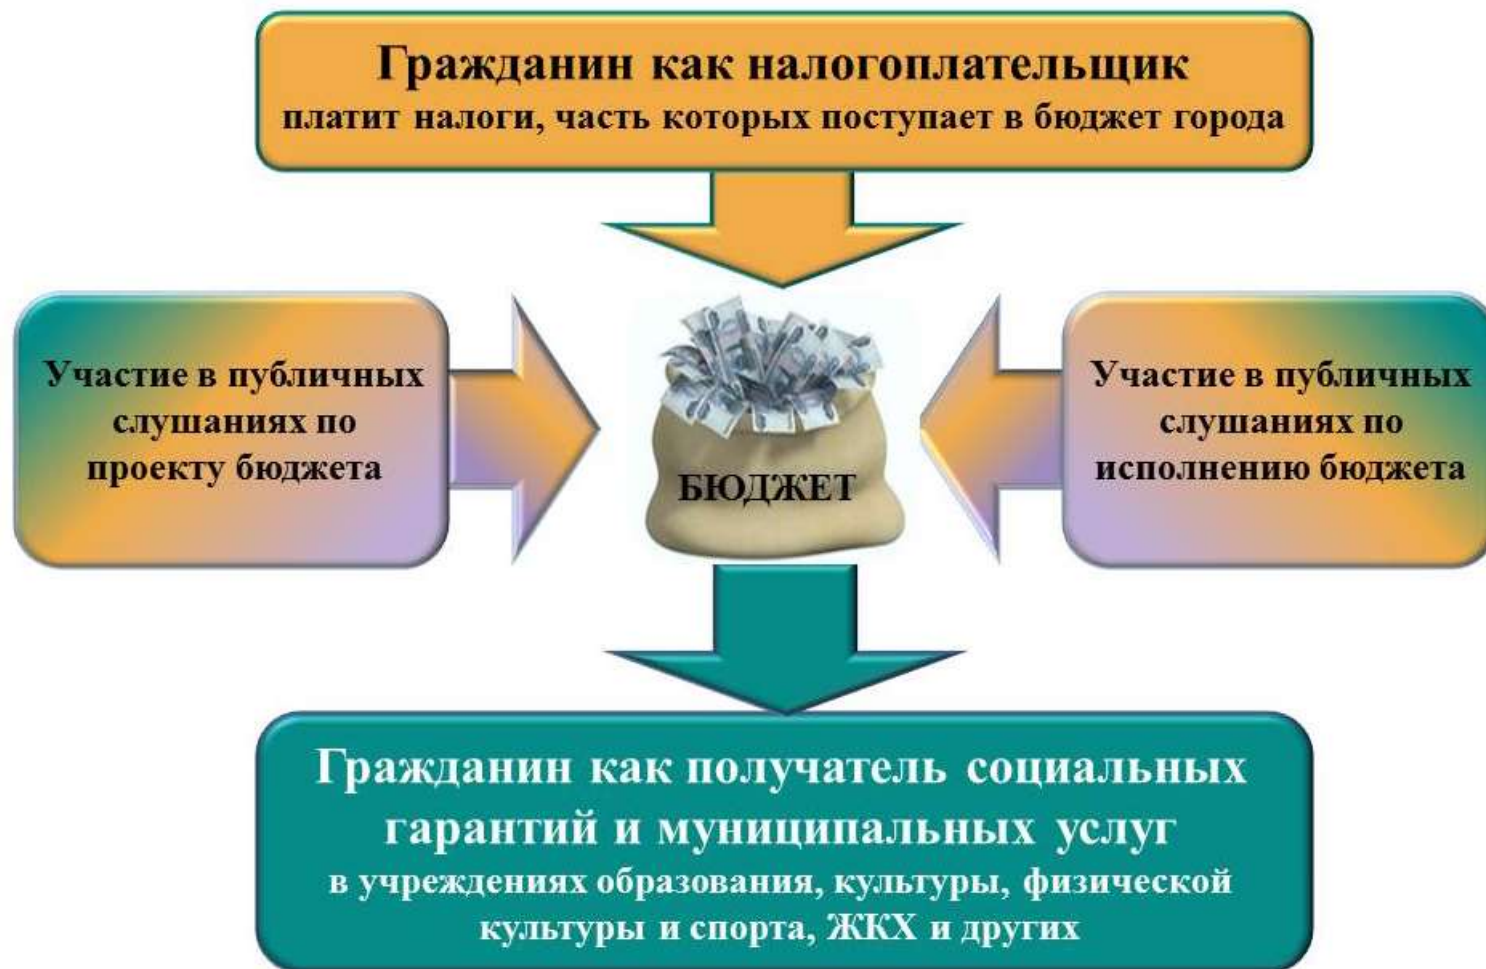 Гражданин как налогоплательщик
платит налоги, часть которых поступает в бюджет города
Участие в публичных
слушаниях по
проекту бюджета
БЮДЖЕТ
Участие в публичных
слушаниях по
исполнению бюджета
Гражданин как получатель социальных
гарантий и муниципальных услуг
в учреждениях образования, культуры, физической
культуры и спорта, ЖКХ и других